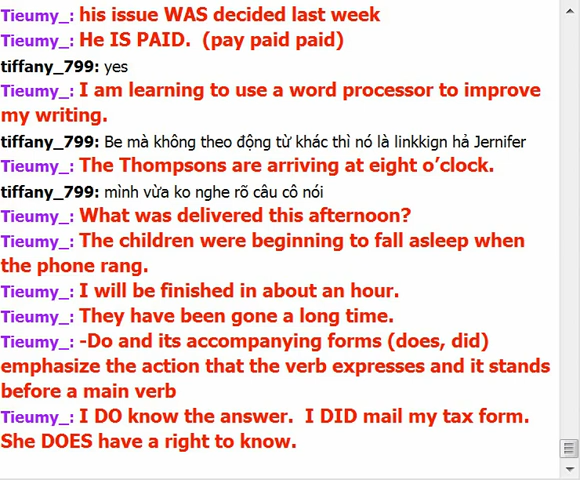 Tieumy_: his issue WAS decided last week
Tieumy_: He IS PAID.  (pay paid paid)
tiffany_799: yes
Tieumy_: I am learning to use a word processor to improve
my writing.
tiffany_799: Be mà không theo động từ khác thì nó là linkkign hả Jernifer
Tieumy_: The Thompsons are arriving at eight o’clock.
tiffany_799: mình vừa ko nghe rõ câu cô nói
Tieumy_: What was delivered this afternoon?
Tieumy_: The children were beginning to fall asleep when
the phone rang.
Tieumy_: I will be finished in about an hour.
Tieumy_: They have been gone a long time.
Tieumy_: -Do and its accompanying forms (does, did)
emphasize the action that the verb expresses and it stands
before a main verb
Tieumy_: I DO know the answer.  I DID mail my tax form.
She DOES have a right to know.